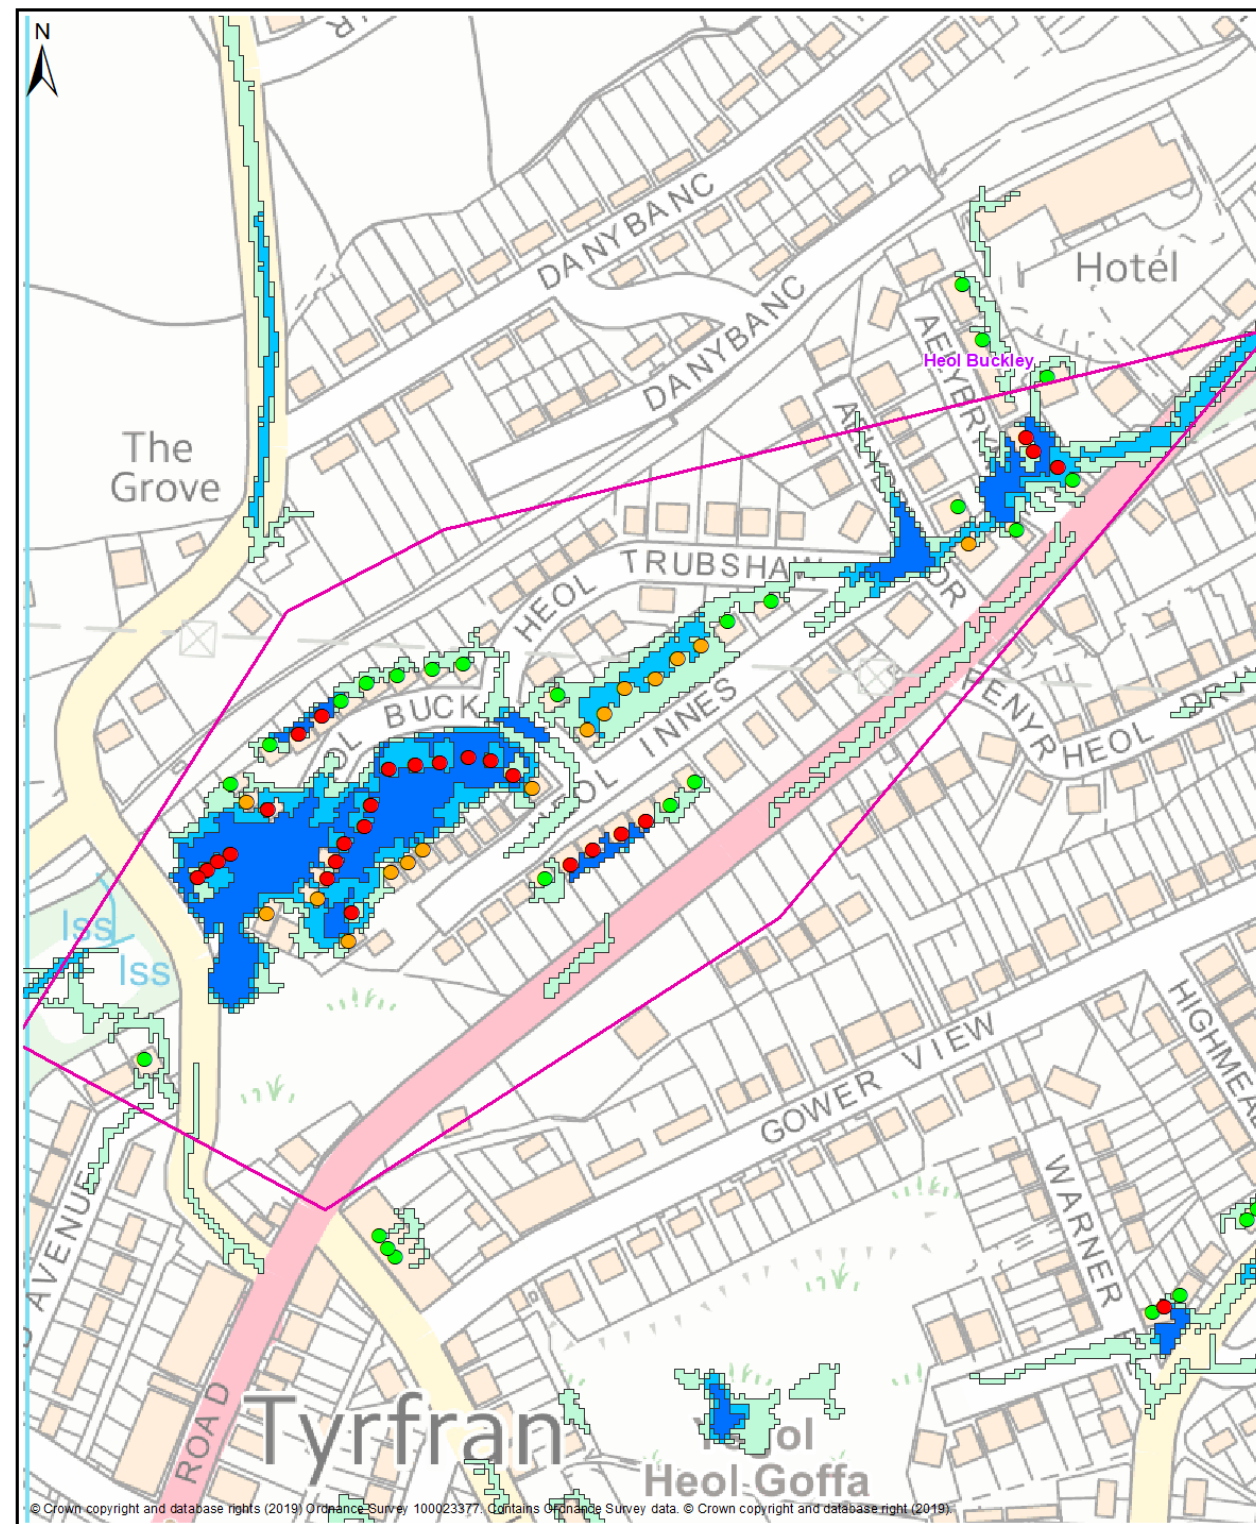 N
DANYBANC
DANYBANC
Hotel
Heol Buckley
The
Grove
HEOL
TRUBSHAW
BUCK
INNES
HEOL
Iss
Iss
GOWER VIEW
WARNER
AVENUE
ROAD
Tyrfran
Heol Goffa
© Crown copyright and database rights (2019) Ordnance Survey 100023377. Contains Ordnance Survey data. © Crown copyright and database right (2019).